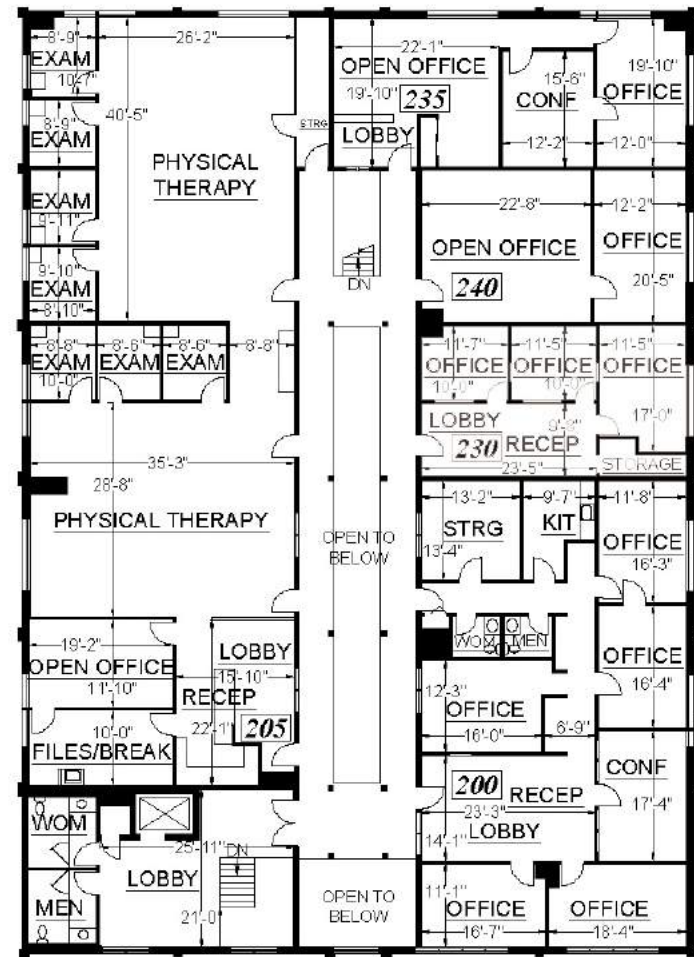 8'-9"
EXAM
10'-7"
26'-2"
40'-5"
8'-9"
EXAM
PHYSICAL
THERAPY
EXAM
9'-11"
9'-10"
EXAM
8'-10"
STRG
22'-1"
OPEN OFFICE
19'-10"
235
LOBBY
15'-6"
CONF
12'-2"
19'-10"
OFFICE
12'-0"
DN
22'-8"
OPEN OFFICE
240
12'-2"
OFFICE
20'-5"
8'-8"
EXAM
10'-0"
8'-6"
EXAM
8'-6"
EXAM
8'-8"
11'-7"
OFFICE
10'-0"
11'-5"
OFFICE
10'-0"
11'-5"
OFFICE
17'-0"
LOBBY
230 RECEP
23'-5"
STORAGE
35'-3"
28'-8"
PHYSICAL THERAPY
OPEN TO
BELOW
13'-2"
STRG
13'-4"
9'-7"
KIT
11'-8"
OFFICE
16'-3"
WOM
MEN
19'-2"
OPEN OFFICE
11'-10"
LOBBY
15'-10"
RECEP
22'-1"
205
10'-0"
FILES/BREAK
12'-3"
OFFICE
16'-0"
6'-9"
OFFICE
16'-4"
200 RECEP
23'-3"
LOBBY
14'-1"
CONF
17'-4"
WOM
MEN
25'-11"
DN
LOBBY
21'-0"
OPEN TO
BELOW
11'-1"
OFFICE
16'-7"
OFFICE
18'-4"